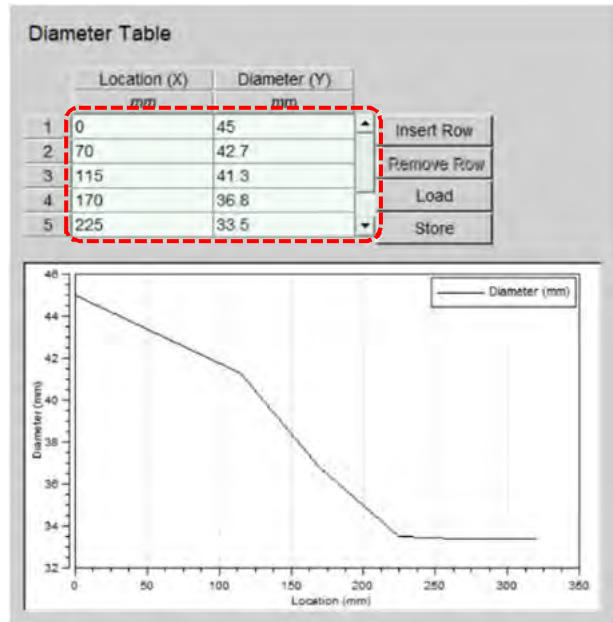 Diameter Table
Location (X) Diameter (Y)
mm mm
1 0 45 Insert Row
2 70 42.7 Remove Row
3 115 41.3
4 170 36.8 Load
5 225 33.5 Store
46
44
42
40
38
36
34
32
Diameter (mm)
Diameter (mm)
0 50 100 150 200 250 300 350
Location (mm)